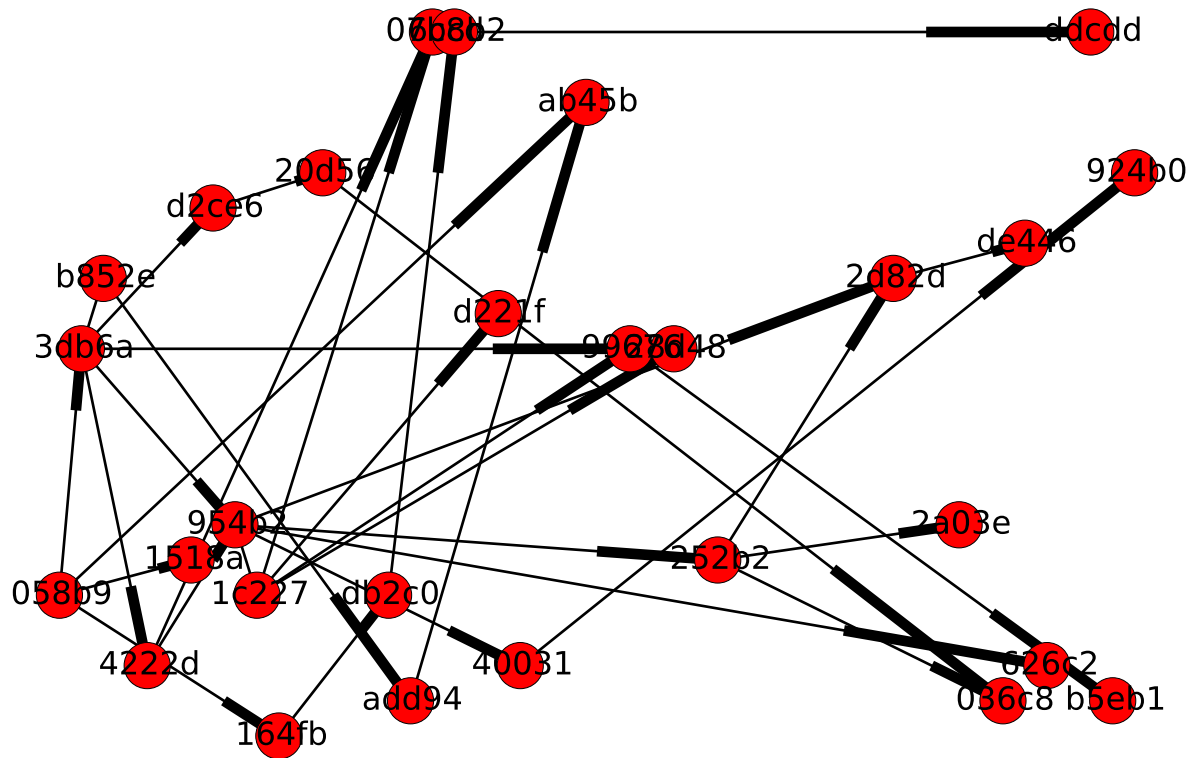 ddcdd
ab45b
20d56
924b0
d2ce6
de446
b852e
2d82d
d221f
3db6a
954b2
2a03e
1518a
252b2
058b9
1c227
db2c0
4222d
40031
626c2
add94
036c8
b5eb1
164fb